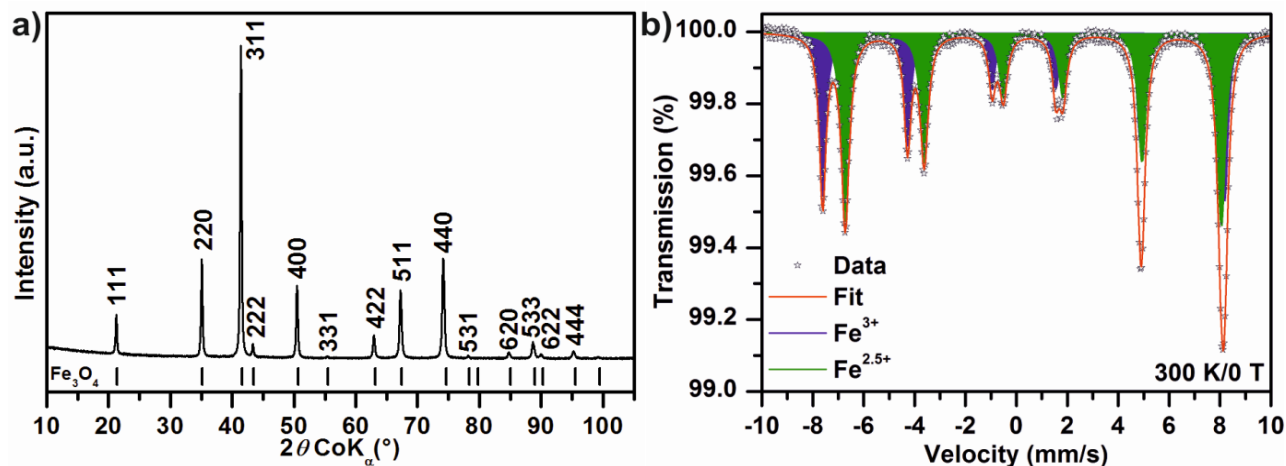 a)
Intensity (a.u.)
111
220
311
222
400
331
422
511
440
531
620
533
622
444
Fe3O4
10 20 30 40 50 60 70 80 90 100
2θ CoKα(°)
b)
Transmission (%)
100.0
99.8
99.6
99.4
99.2
99.0
Data
Fit
Fe3+
Fe2.5+
300 K/0 T
-10 -8 -6 -4 -2 0 2 4 6 8 10
Velocity (mm/s)